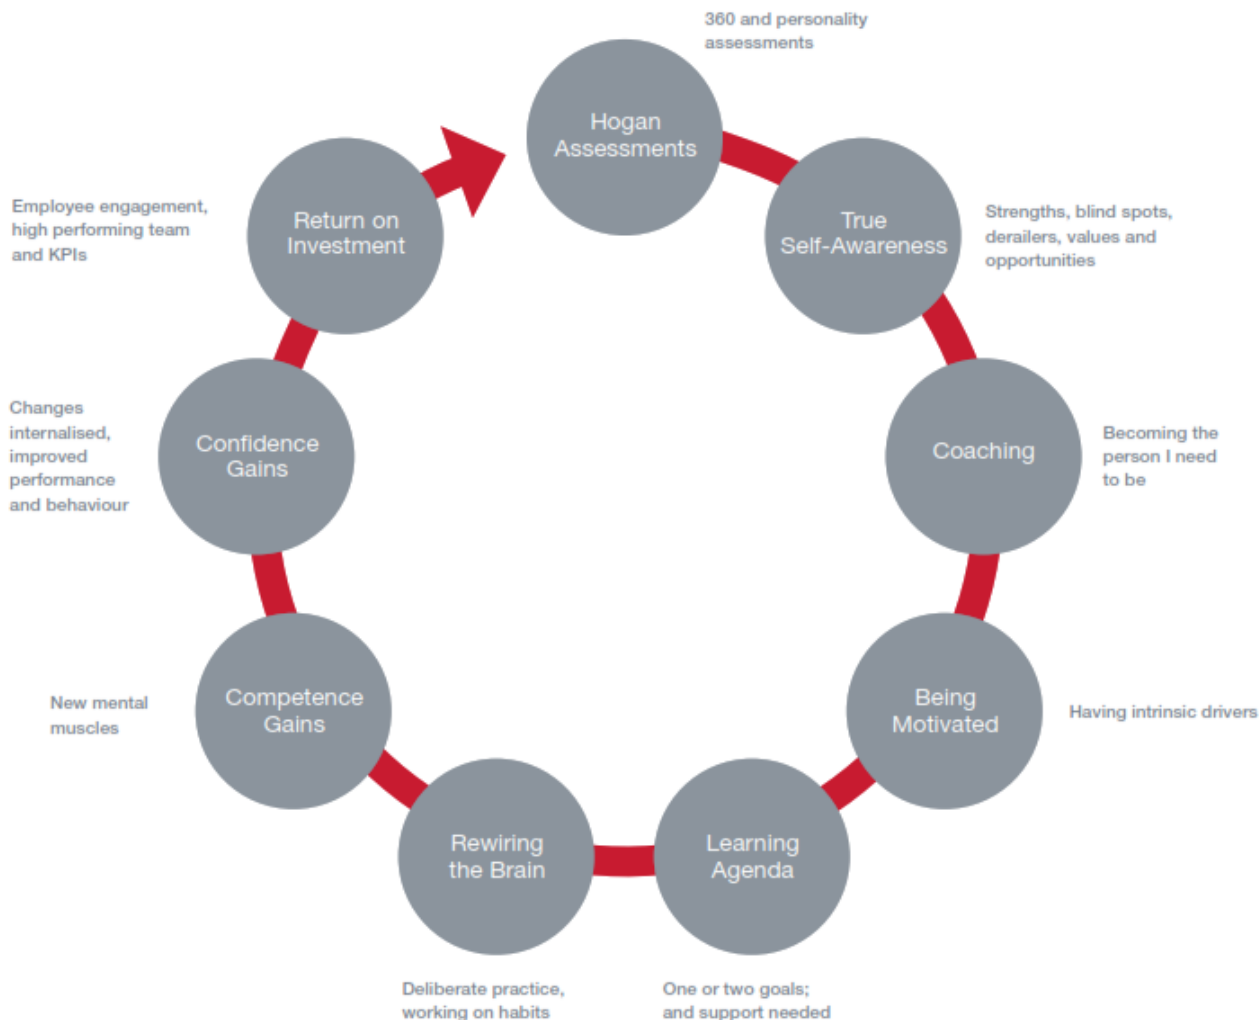 360 and personality
assessments
Hogan
Assessments
True
Self-Awareness
Strengths, blind spots,
derailers, values and
opportunities
Coaching
Becoming the
person I need
to be
Being
Motivated
Having intrinsic drivers
Learning
Agenda
One or two goals;
and support needed
Rewiring
the Brain
Deliberate practice,
working on habits
Competence
Gains
New mental
muscles
Confidence
Gains
Changes
internalised,
improved
performance
and behaviour
Return on
Investment
Employee engagement,
high performing team
and KPIs